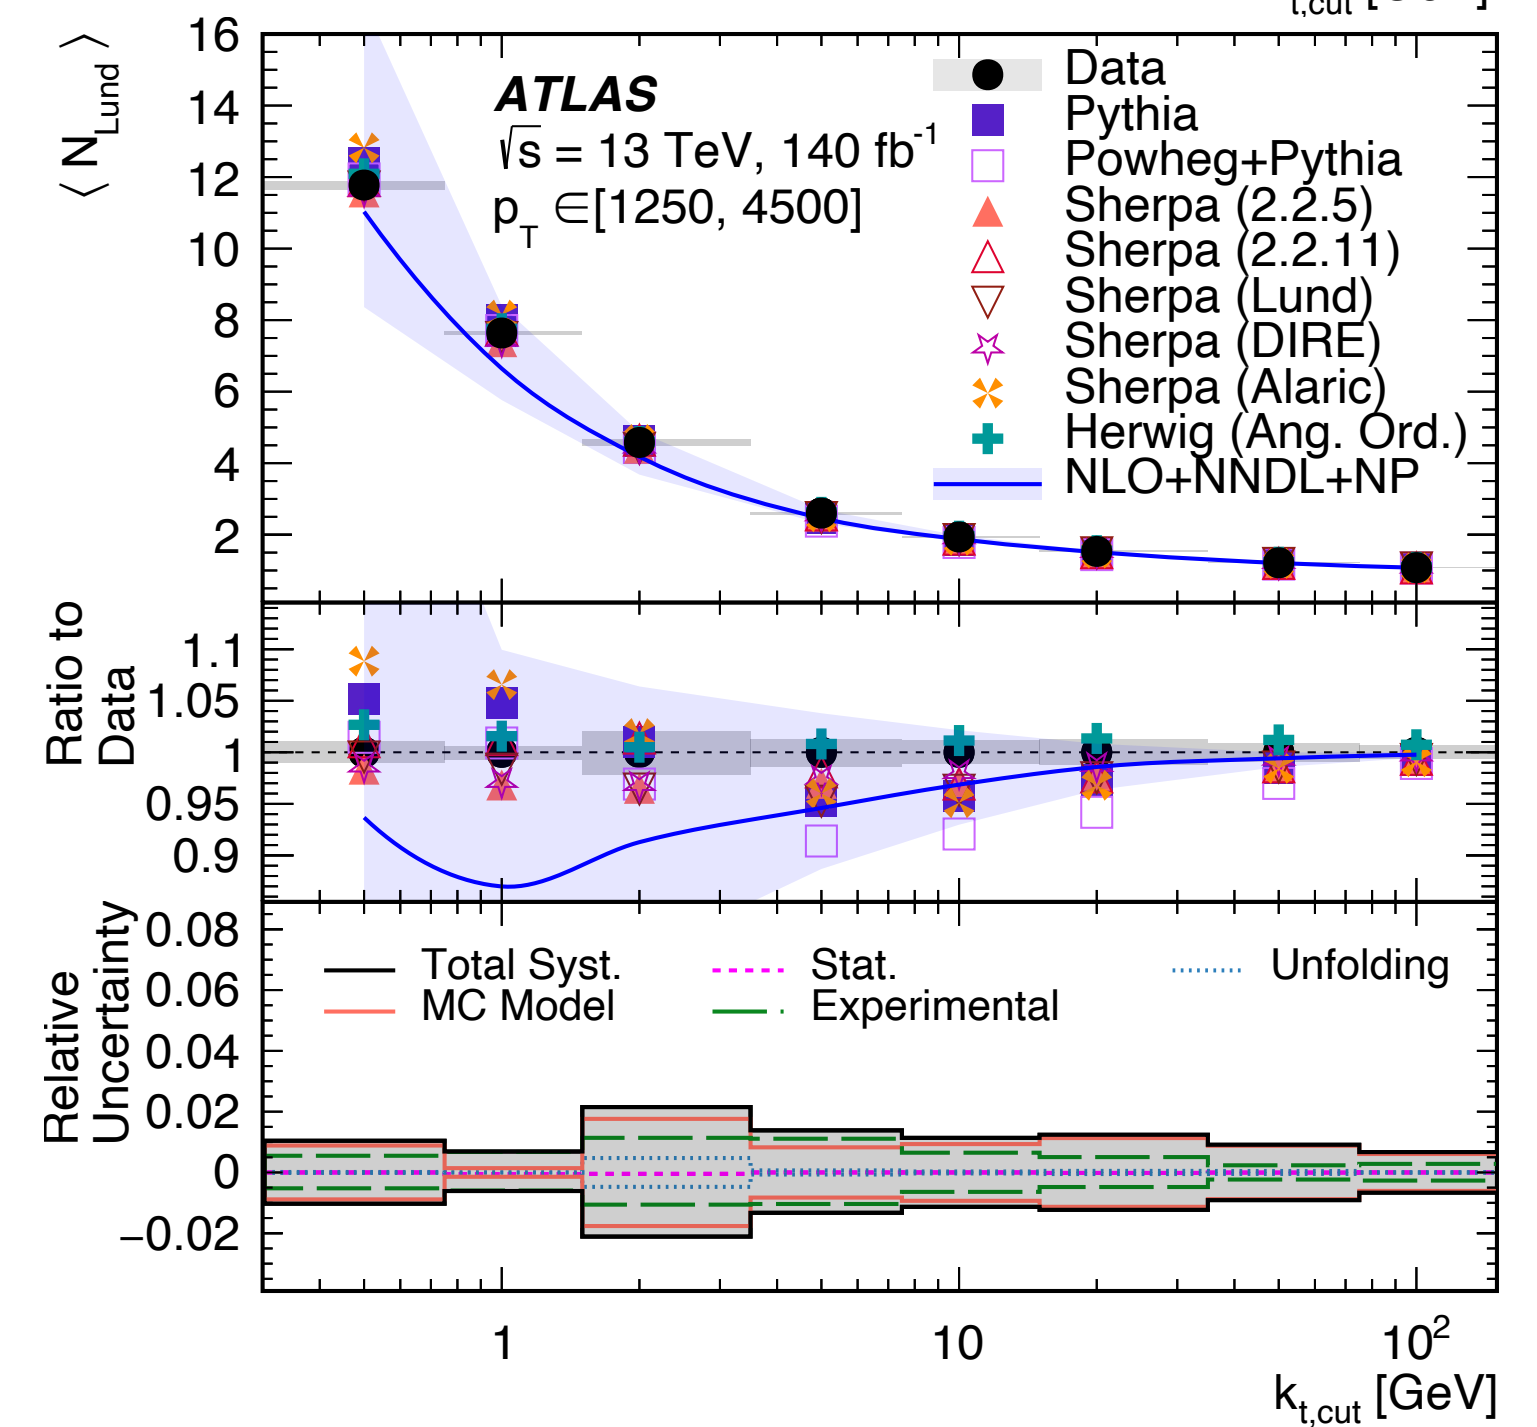 t,cut
⟨ N_Lund ⟩
16
14
12
10
8
6
4
2
ATLAS
√s = 13 TeV, 140 fb⁻¹
p_T ∈[1250, 4500]
Data
Pythia
Powheg+Pythia
Sherpa (2.2.5)
Sherpa (2.2.11)
Sherpa (Lund)
Sherpa (DIRE)
Sherpa (Alaric)
Herwig (Ang. Ord.)
NLO+NNDL+NP
Ratio to
Data
1.1
1.05
1
0.95
0.9
Relative
Uncertainty
0.08
0.06
0.04
0.02
0
−0.02
Total Syst.
Stat.
Unfolding
MC Model
Experimental
1
10
10²
k_t,cut [GeV]